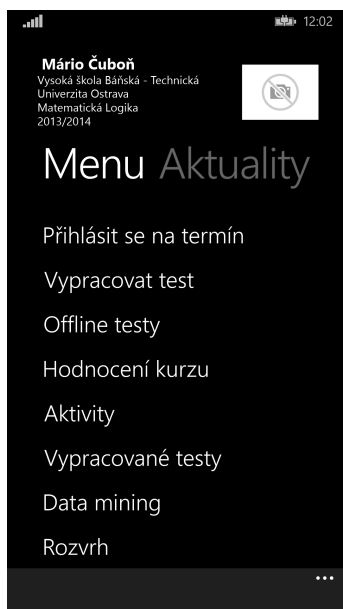 12:02
Mário Čuboň
Vysoká škola Báňská - Technická
Univerzita Ostrava
Matematická Logika
2013/2014
Menu Aktuality
Přihlásit se na termín
Vypracovat test
Offline testy
Hodnocení kurzu
Aktivity
Vypracované testy
Data mining
Rozvrh